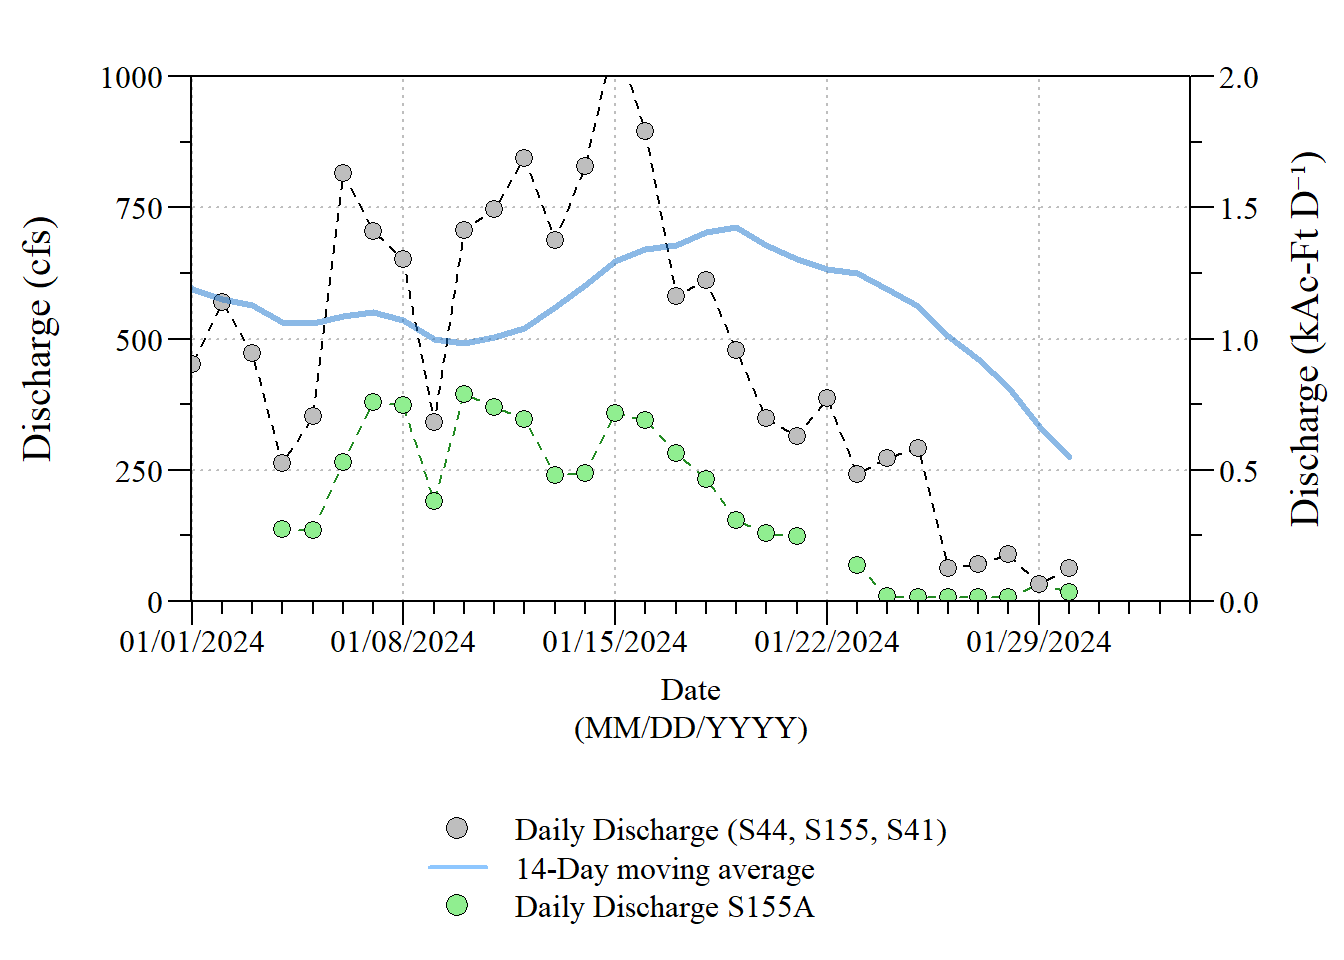 Discharge (cfs)
1000
750
500
250
0
2.0
1.5
1.0
0.5
0.0
Discharge (kAc-Ft D⁻¹)
01/01/2024
01/08/2024
01/15/2024
01/22/2024
01/29/2024
Date
(MM/DD/YYYY)
Daily Discharge (S44, S155, S41)
14-Day moving average
Daily Discharge S155A